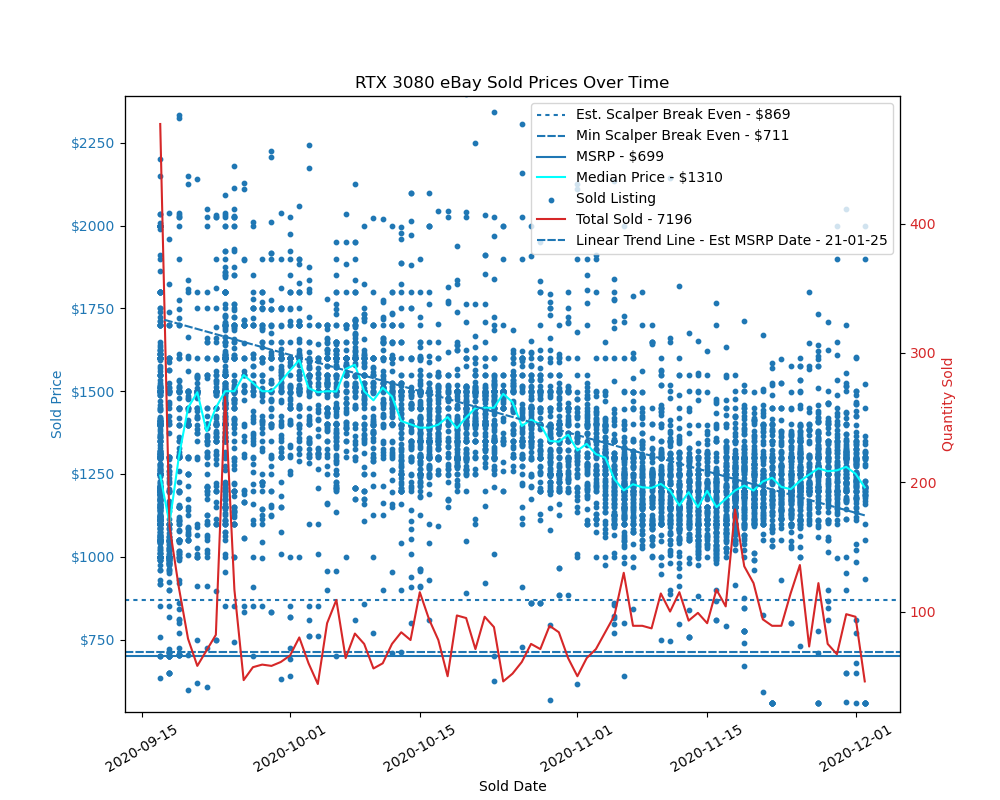 RTX 3080 eBay Sold Prices Over Time
Est. Scalper Break Even - $869
Min Scalper Break Even - $711
MSRP - $699
Median Price - $1310
Sold Listing
Total Sold - 7196
Linear Trend Line - Est MSRP Date - 21-01-25
$2250
$2000
$1750
$1500
$1250
$1000
$750
Sold Price
400
300
200
100
Quantity Sold
2020-09-15
2020-10-01
2020-10-15
2020-11-01
2020-11-15
2020-12-01
Sold Date